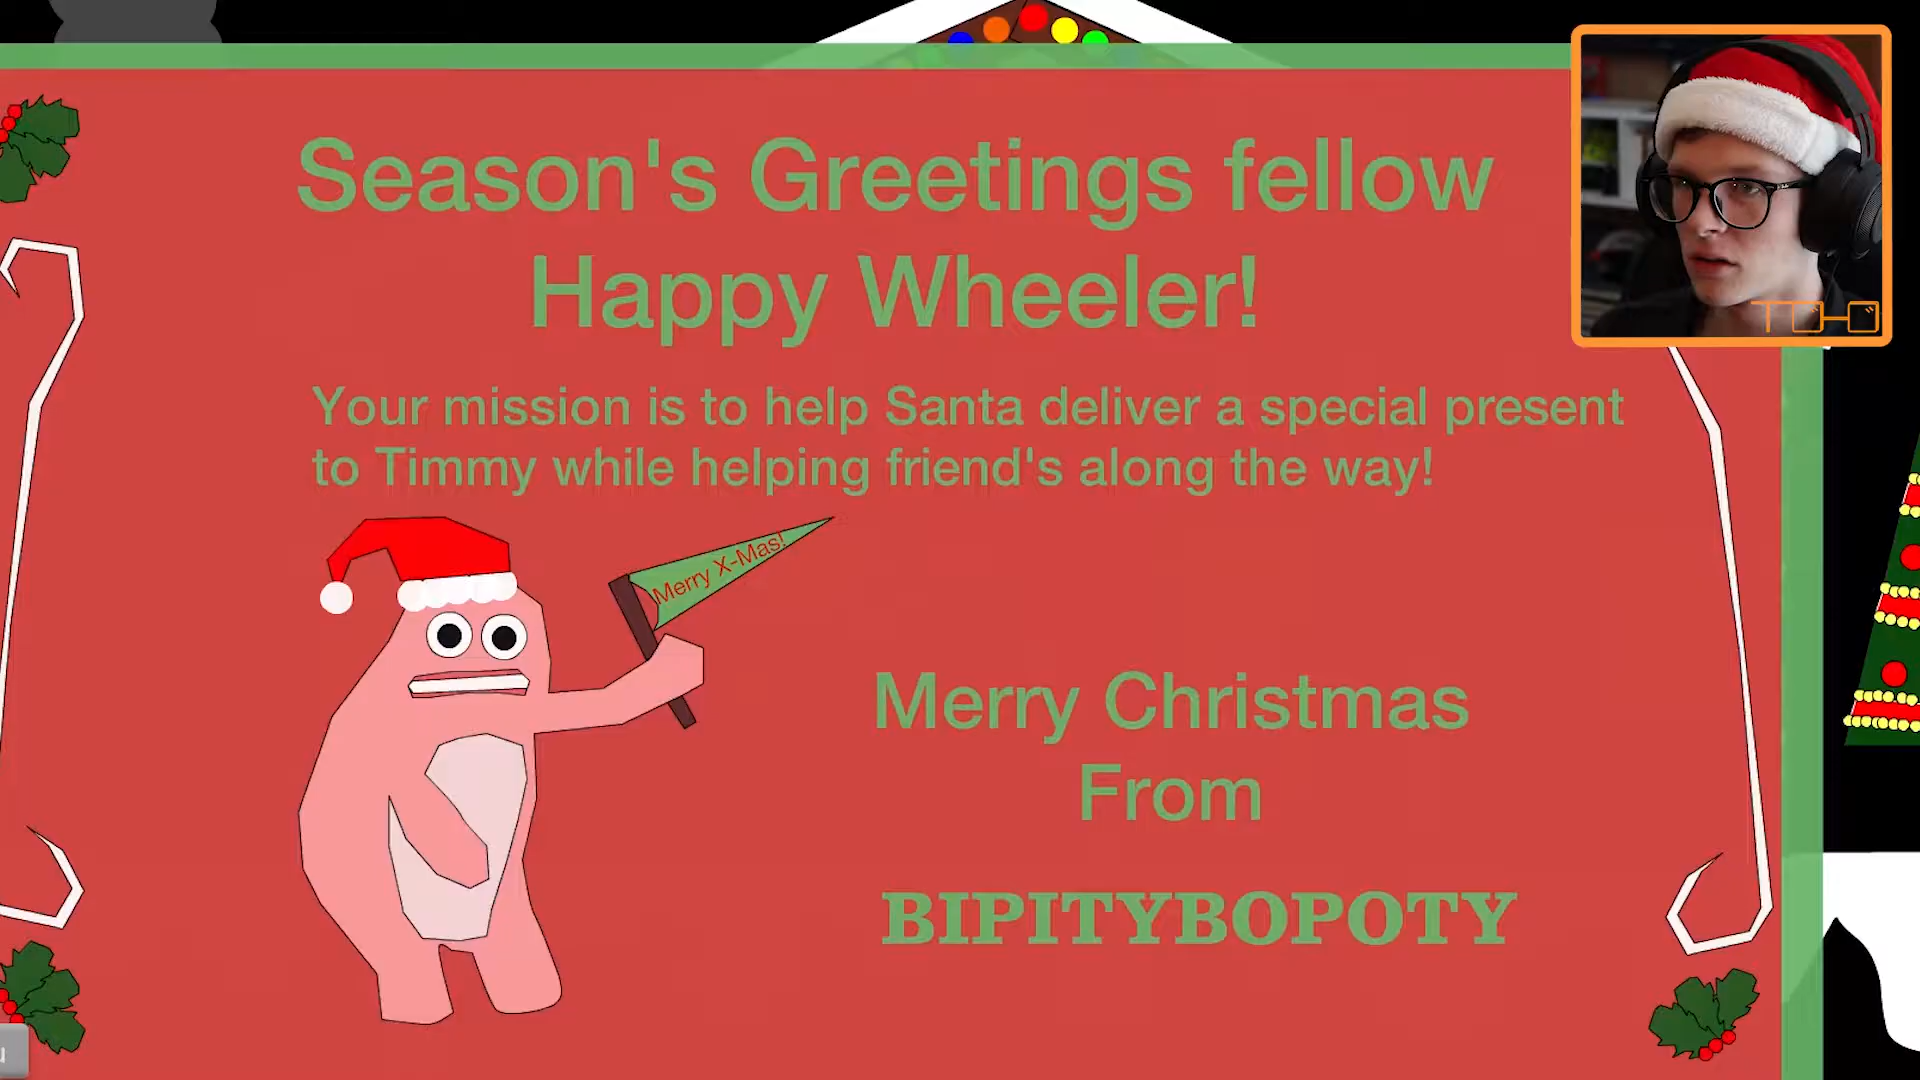 Season's Greetings fellow
Happy Wheeler!
Your mission is to help Santa deliver a special present
to Timmy while helping friend's along the way!
Merry X-Mas!
Merry Christmas
From
BIPITYBOPOTY